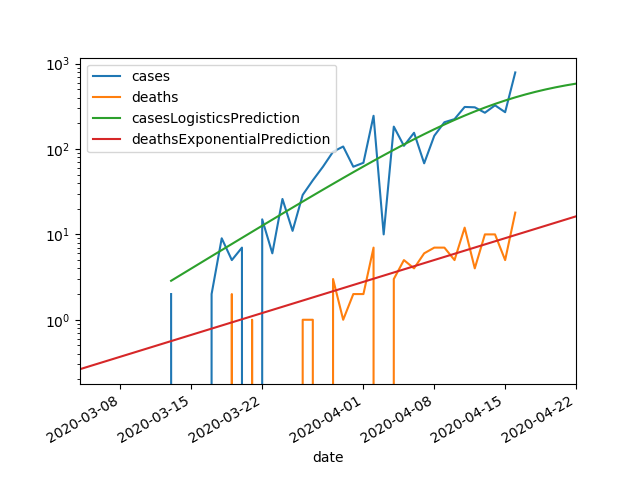 10³
10²
10¹
10⁰
cases
deaths
casesLogisticsPrediction
deathsExponentialPrediction
2020-03-08
2020-03-15
2020-03-22
2020-04-01
2020-04-08
2020-04-15
2020-04-22
date